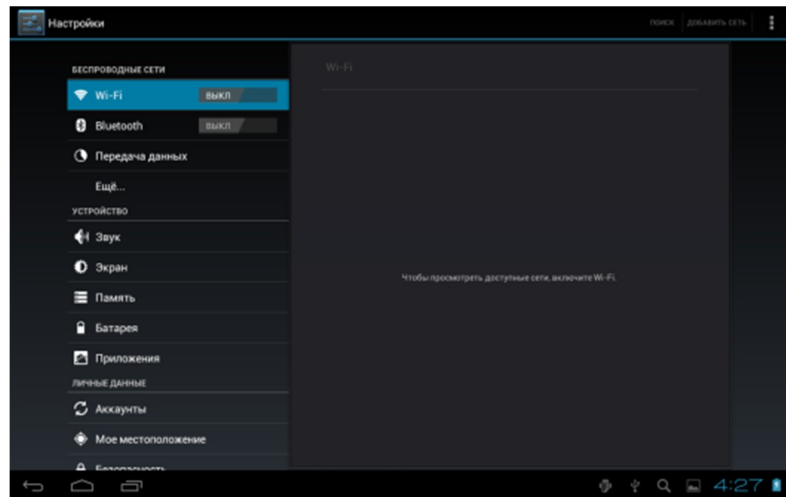 Настройки
ПОИСК
ДОБАВИТЬ СЕТЬ
БЕСПРОВОДНЫЕ СЕТИ
Wi-Fi
Wi-Fi
ВЫКЛ
Bluetooth
ВЫКЛ
Передача данных
Ещё...
УСТРОЙСТВО
Звук
Экран
Чтобы просмотреть доступные сети, включите Wi-Fi.
Память
Батарея
Приложения
ЛИЧНЫЕ ДАННЫЕ
Аккаунты
Мое местоположение
Безопасность
4:27